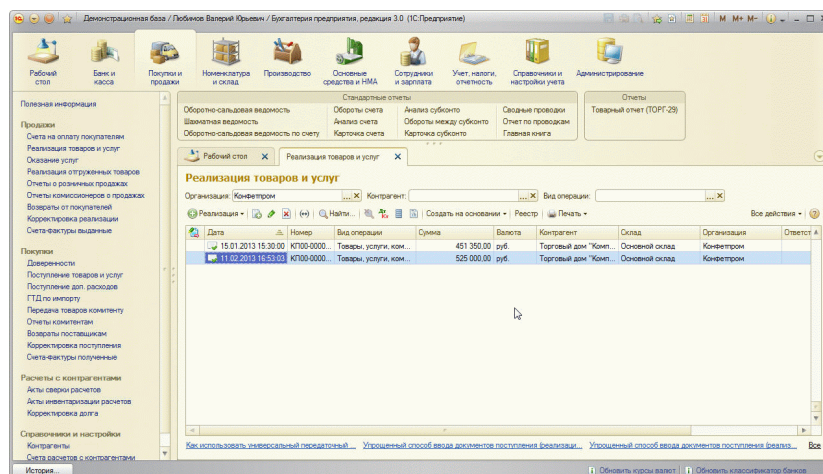 Демонстрационная база / Любимов Валерий Юрьевич / Бухгалтерия предприятия, редакция 3.0 (1С:Предприятие)
M M+ M-
Рабочий стол
Банк и касса
Покупки и продажи
Номенклатура и склад
Производство
Основные средства и НМА
Сотрудники и зарплата
Учет, налоги, отчетность
Справочники и настройки учета
Администрирование
Полезная информация
Продажи
Счета на оплату покупателям
Реализация товаров и услуг
Оказание услуг
Реализация отгруженных товаров
Отчеты о розничных продажах
Отчеты комиссионеров о продажах
Возвраты от покупателей
Корректировка реализации
Счета-фактуры выданные
Покупки
Доверенности
Поступление товаров и услуг
Поступление доп. расходов
ГТД по импорту
Передача товаров комитенту
Отчеты комитентам
Возвраты поставщикам
Корректировка поступления
Счета-фактуры полученные
Расчеты с контрагентами
Акты сверки расчетов
Акты инвентаризации расчетов
Корректировка долга
Справочники и настройки
Контрагенты
Счета расчетов с контрагентами
Стандартные отчеты
Оборотно-сальдовая ведомость Обороты счета Анализ субконто Сводные проводки
Шахматная ведомость Анализ счета Обороты между субконто Отчет по проводкам
Оборотно-сальдовая ведомость по счету Карточка счета Карточка субконто Главная книга
Отчеты
Товарный отчет (ТОРГ-29)
Рабочий стол Реализация товаров и услуг
Реализация товаров и услуг
Организация: Конфетпром ... Контрагент: ... Вид операции: ...
Реализация Найти... Создать на основании Реестр Печать Все действия
Дата Номер Вид операции Сумма Валюта Контрагент Склад Организация Ответст
15.01.2013 15:30:00 КП00-0000... Товары, услуги, ком... 451 350,00 руб. Торговый дом "Комп... Основной склад Конфетпром
11.02.2013 16:53:03 КП00-0000... Товары, услуги, ком... 525 000,00 руб. Торговый дом "Комп... Основной склад Конфетпром
Как использовать универсальный передаточный ... Упрощенный способ ввода документов поступления (реализаци... Упрощенный способ ввода документов поступления (реализ... Все
История... Обновить курсы валют Обновить классификатор банков